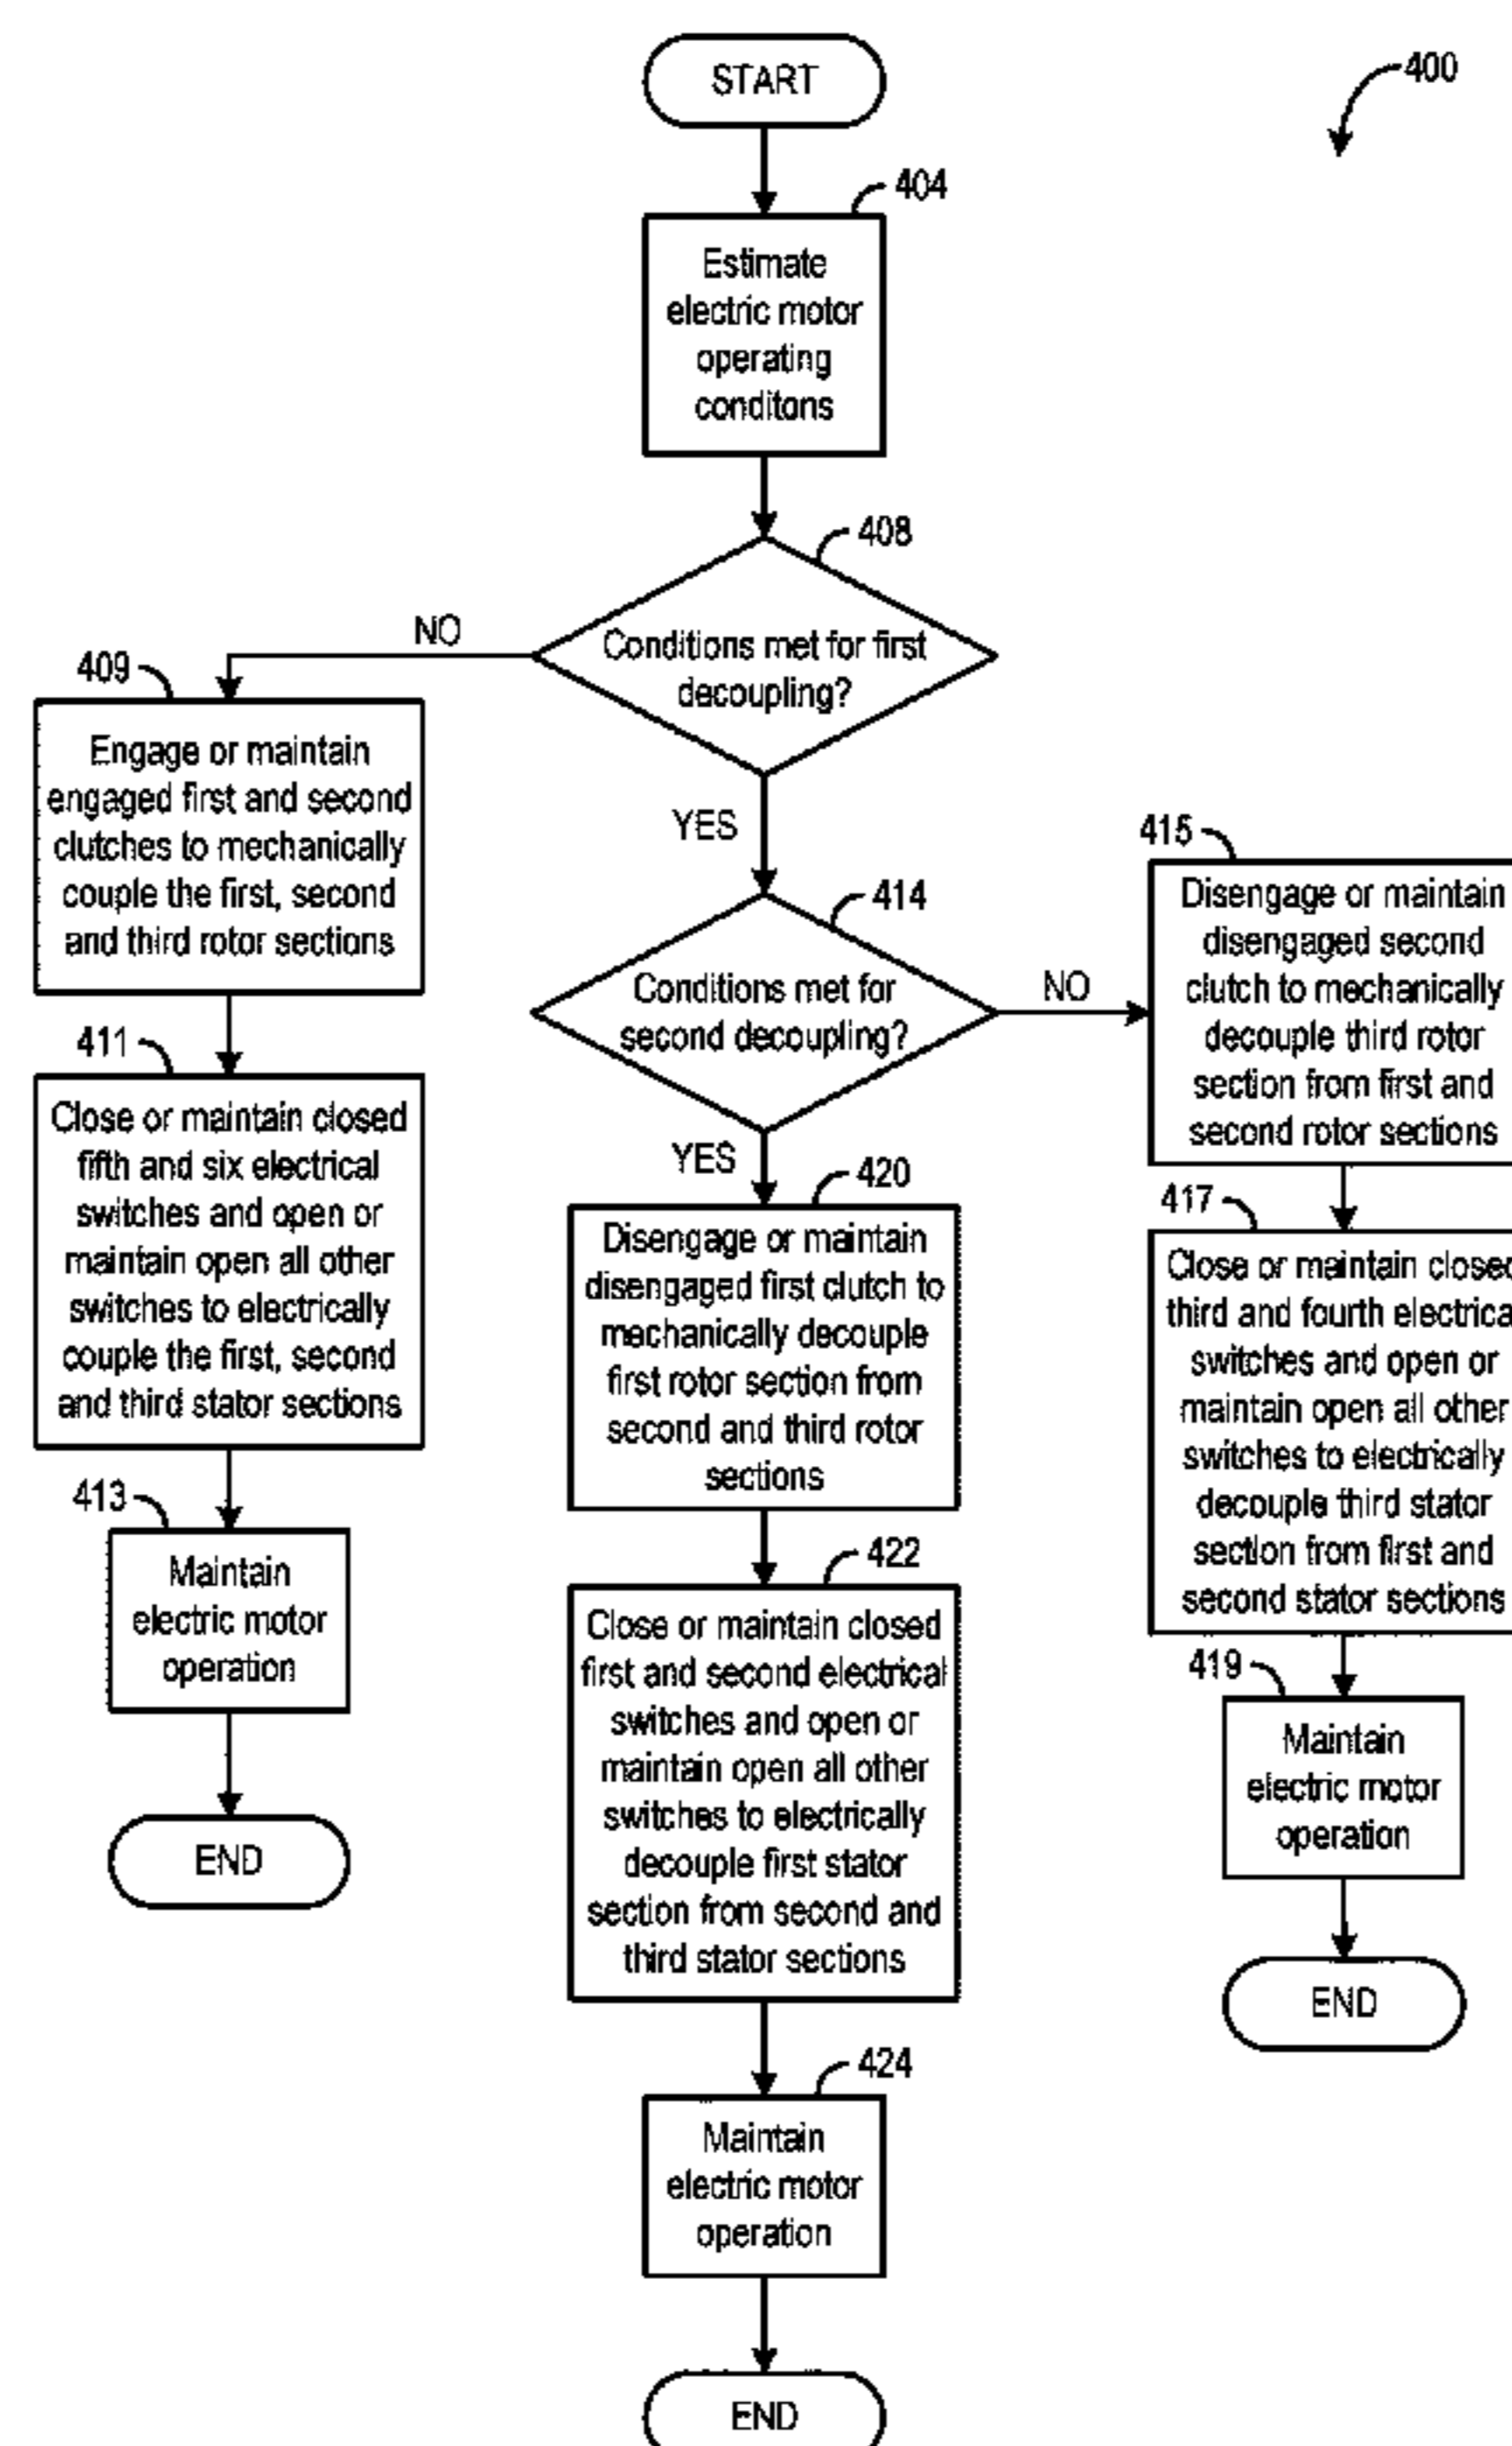 START
400
404
Estimate
electric motor
operating
conditons
408
Conditions met for first
decoupling?
NO
YES
409
Engage or maintain
engaged first and second
clutches to mechanically
couple the first, second
and third rotor sections
411
Close or maintain closed
fifth and six electrical
switches and open or
maintain open all other
switches to electrically
couple the first, second
and third stator sections
413
Maintain
electric motor
operation
END
414
Conditions met for
second decoupling?
NO
YES
415
Disengage or maintain
disengaged second
clutch to mechanically
decouple third rotor
section from first and
second rotor sections
417
Close or maintain closed
third and fourth electrical
switches and open or
maintain open all other
switches to electrically
decouple third stator
section from first and
second stator sections
419
Maintain
electric motor
operation
END
420
Disengage or maintain
disengaged first clutch to
mechanically decouple
first rotor section from
second and third rotor
sections
422
Close or maintain closed
first and second electrical
switches and open or
maintain open all other
switches to electrically
decouple first stator
section from second and
third stator sections
424
Maintain
electric motor
operation
END